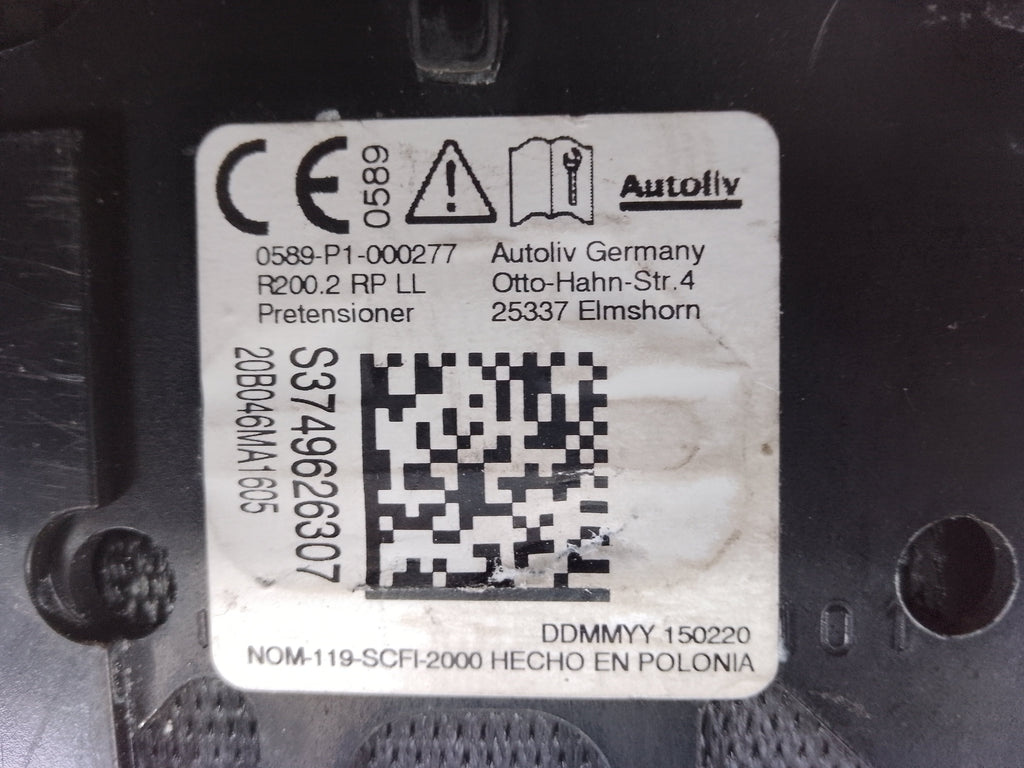 CE 0589
Autoliv
0589-P1-000277
R200.2 RP LL
Pretensioner
Autoliv Germany
Otto-Hahn-Str.4
25337 Elmshorn
S3749626307
20B046MA1605
DDMMYY 150220
NOM-119-SCFI-2000 HECHO EN POLONIA